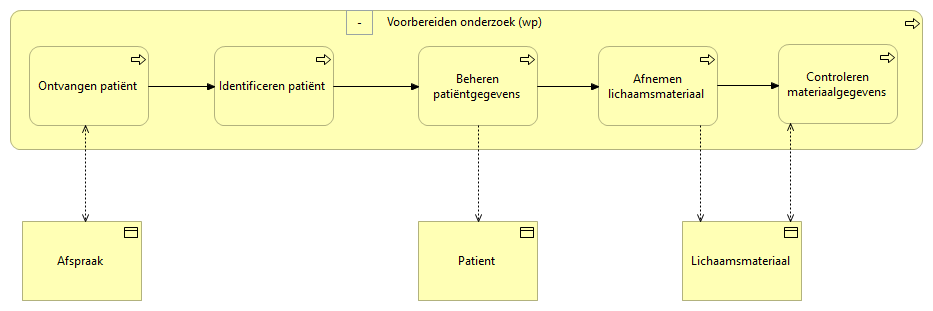 - Voorbereiden onderzoek (wp)
Ontvangen patiënt
Identificeren patiënt
Beheren
patiëntgegevens
Afnemen
lichaamsmateriaal
Controleren
materiaalgegevens
Afspraak
Patient
Lichaamsmateriaal